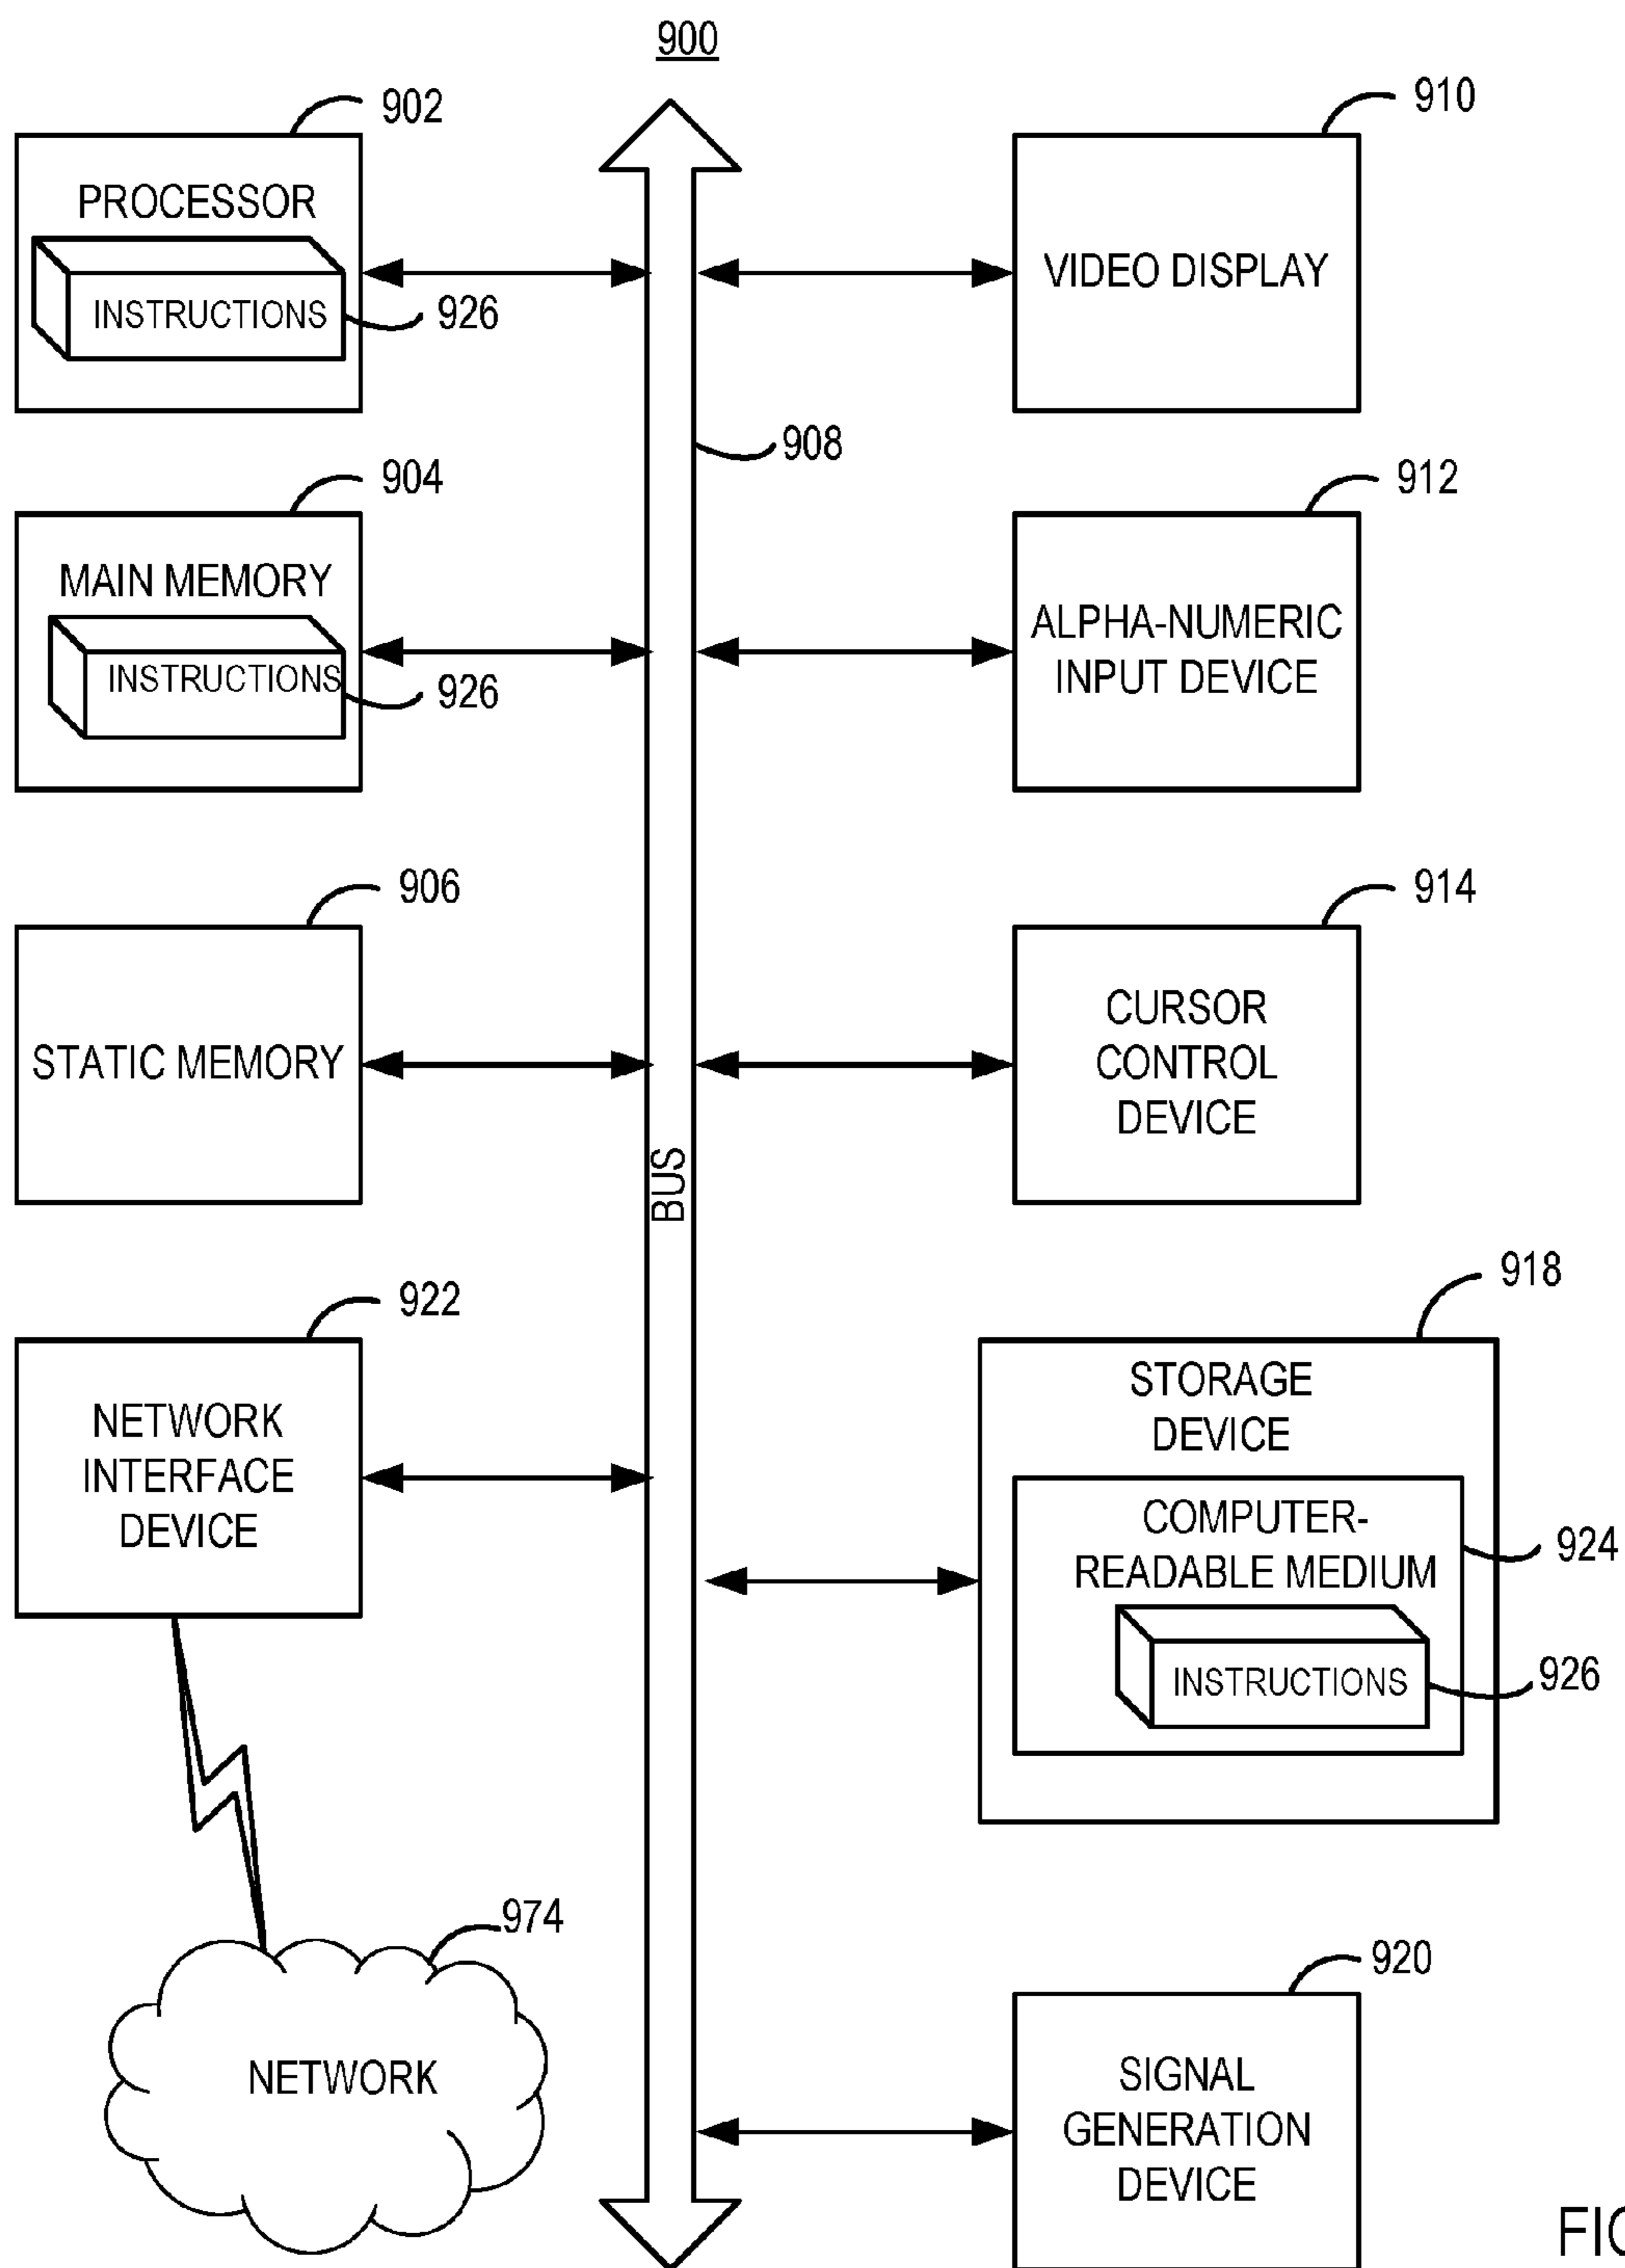 900
902
PROCESSOR
INSTRUCTIONS
926
910
VIDEO DISPLAY
908
904
MAIN MEMORY
INSTRUCTIONS
926
912
ALPHA-NUMERIC
INPUT DEVICE
906
STATIC MEMORY
914
CURSOR
CONTROL
DEVICE
BUS
922
NETWORK
INTERFACE
DEVICE
918
STORAGE
DEVICE
COMPUTER-
READABLE MEDIUM
924
INSTRUCTIONS
926
974
NETWORK
920
SIGNAL
GENERATION
DEVICE